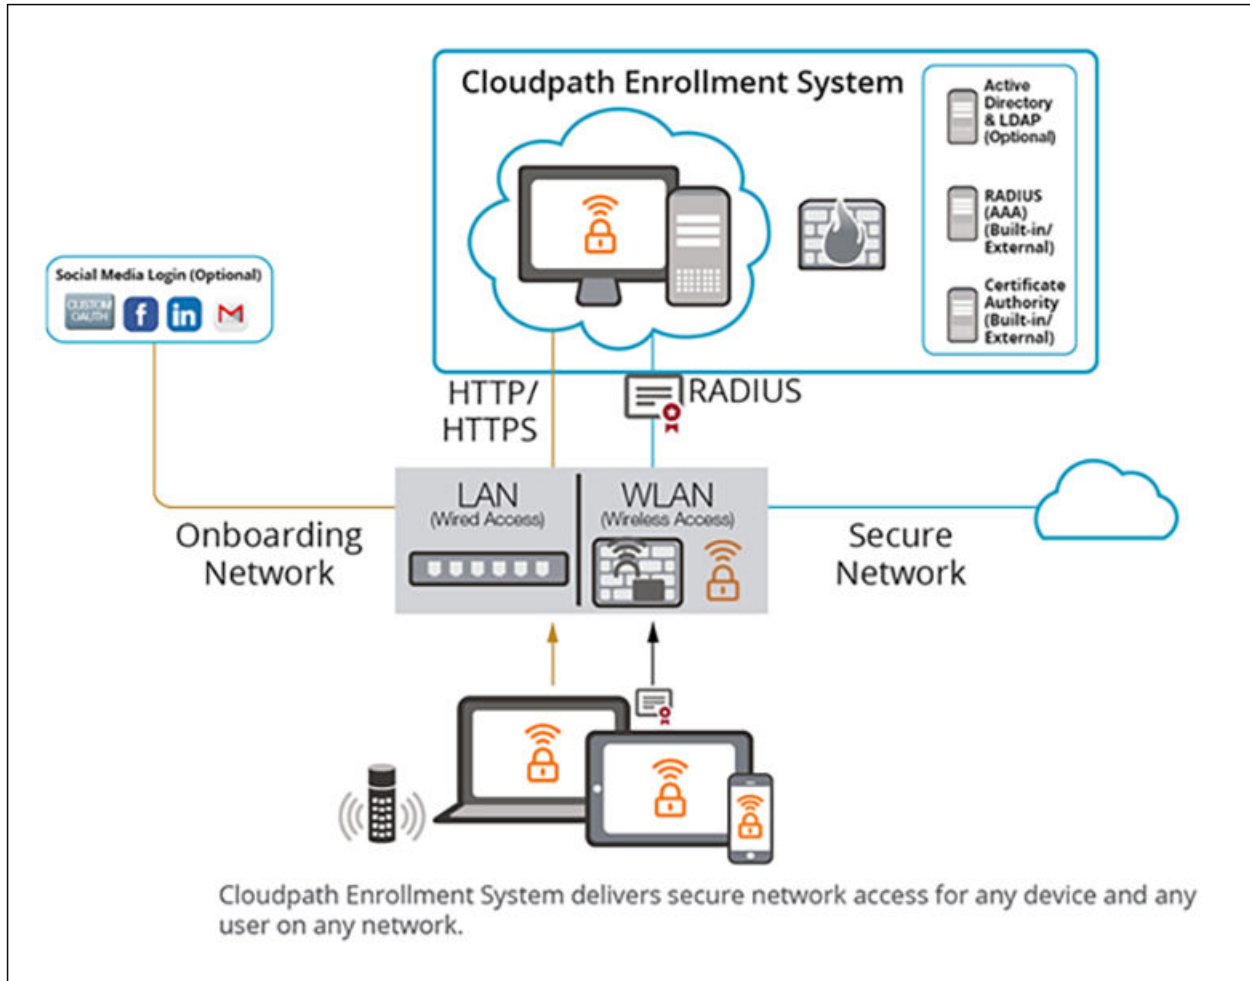 Cloudpath Enrollment System
Active
Directory
& LDAP
(Optional)
RADIUS
(AAA)
(Built-in/
External)
Certificate
Authority
(Built-in/
External)
Social Media Login (Optional)
CUSTOM
OAUTH
f
in
M
HTTP/
HTTPS
RADIUS
LAN
(Wired Access)
WLAN
(Wireless Access)
Onboarding
Network
Secure
Network
Cloudpath Enrollment System delivers secure network access for any device and any
user on any network.